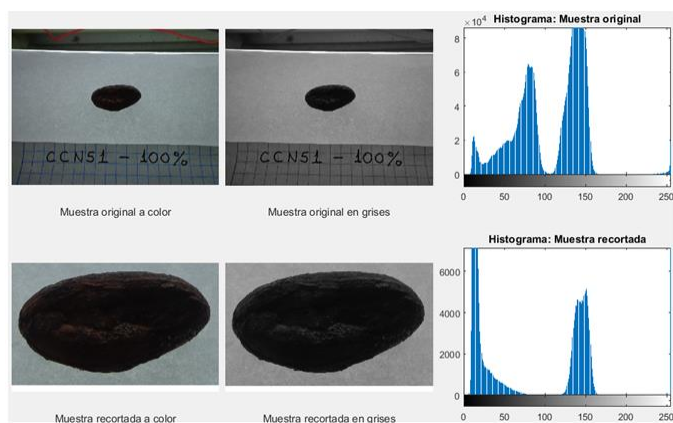 CCN51 - 100%
Muestra original a color
CCN51 - 100%
Muestra original en grises
Histograma: Muestra original
×10⁴
8
6
4
2
0
0 50 100 150 200 250
Muestra recortada a color
Muestra recortada en grises
Histograma: Muestra recortada
6000
4000
2000
0
0 50 100 150 200 250